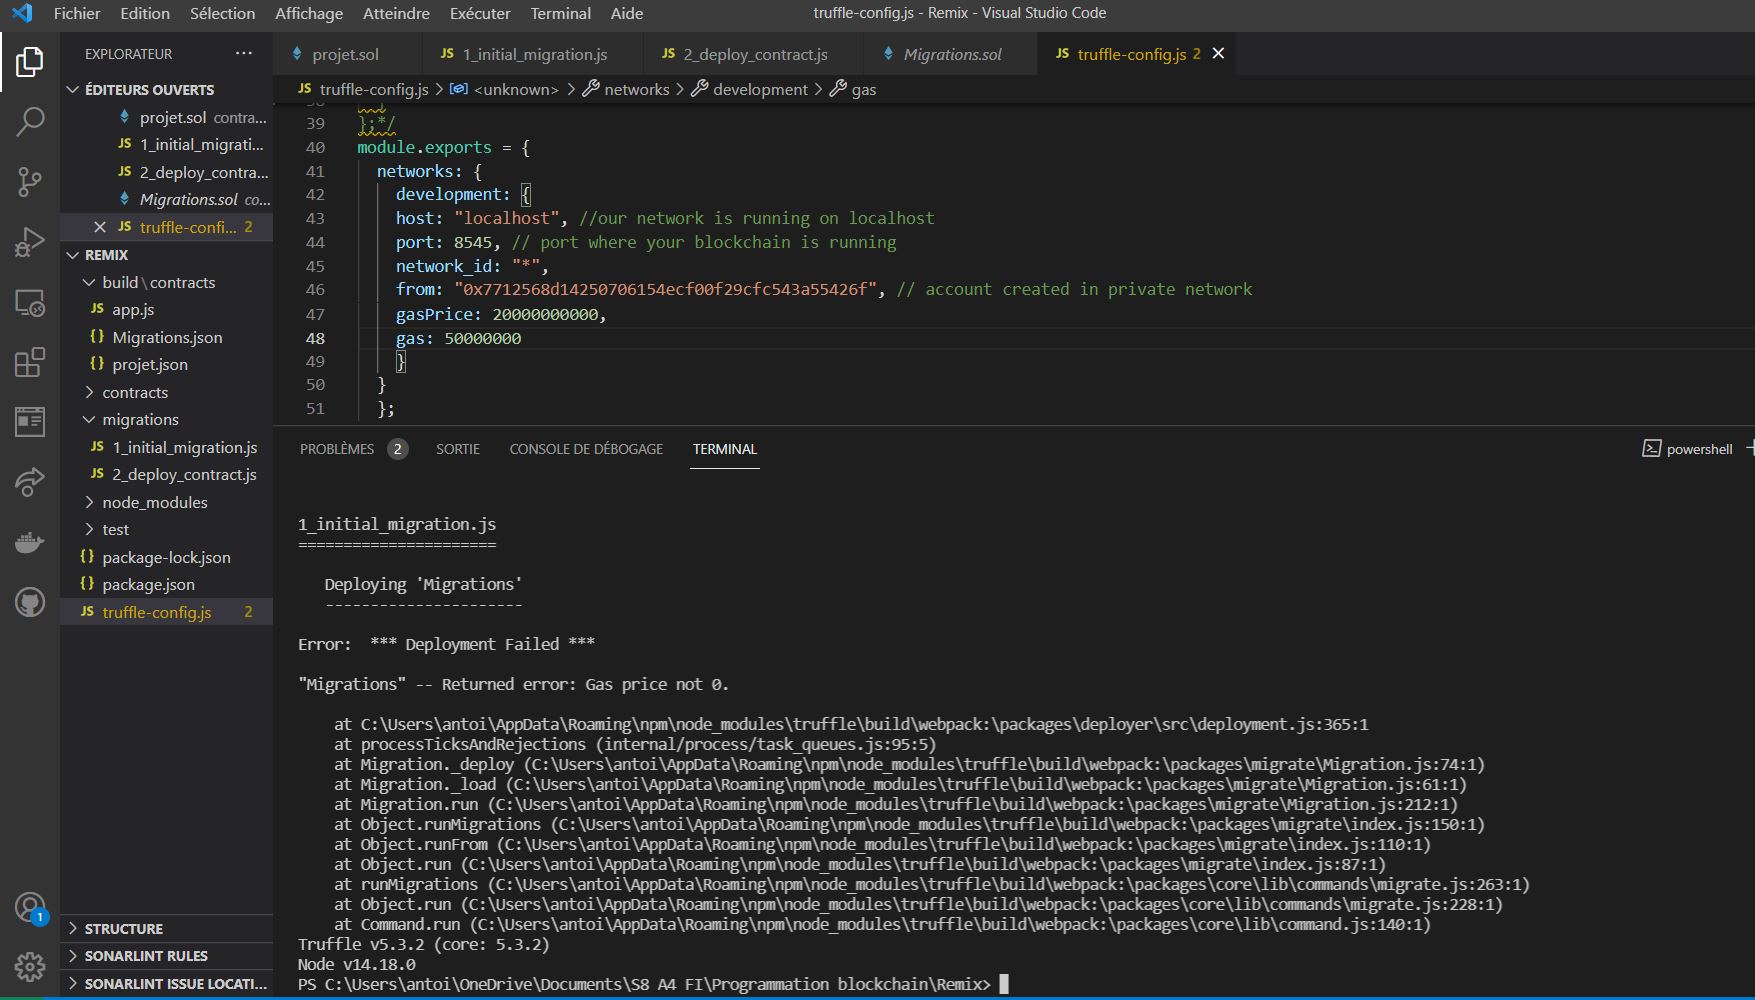 Fichier Edition Sélection Affichage Atteindre Exécuter Terminal Aide
truffle-config.js - Remix - Visual Studio Code
EXPLORATEUR ...
ÉDITEURS OUVERTS
projet.sol contra...
JS 1_initial_migrati...
JS 2_deploy_contra...
Migrations.sol co...
JS truffle-confi... 2
REMIX
build\contracts
JS app.js
{} Migrations.json
{} projet.json
contracts
migrations
JS 1_initial_migration.js
JS 2_deploy_contract.js
node_modules
test
{} package-lock.json
{} package.json
JS truffle-config.js 2
1
STRUCTURE
SONARLINT RULES
SONARLINT ISSUE LOCATI...
projet.sol JS 1_initial_migration.js JS 2_deploy_contract.js Migrations.sol JS truffle-config.js 2
JS truffle-config.js > <unknown> > networks > development > gas
39 };*/
40 module.exports = {
41 networks: {
42 development: {
43 host: "localhost", //our network is running on localhost
44 port: 8545, // port where your blockchain is running
45 network_id: "*",
46 from: "0x7712568d14250706154ecf00f29cfc543a55426f", // account created in private network
47 gasPrice: 20000000000,
48 gas: 50000000
49 }
50 }
51 };
PROBLÈMES 2 SORTIE CONSOLE DE DÉBOGAGE TERMINAL powershell
1_initial_migration.js
======================
Deploying 'Migrations'
----------------------
Error: *** Deployment Failed ***
"Migrations" -- Returned error: Gas price not 0.
at C:\Users\antoi\AppData\Roaming\npm\node_modules\truffle\build\webpack:\packages\deployer\src\deployment.js:365:1
at processTicksAndRejections (internal/process/task_queues.js:95:5)
at Migration._deploy (C:\Users\antoi\AppData\Roaming\npm\node_modules\truffle\build\webpack:\packages\migrate\Migration.js:74:1)
at Migration._load (C:\Users\antoi\AppData\Roaming\npm\node_modules\truffle\build\webpack:\packages\migrate\Migration.js:61:1)
at Migration.run (C:\Users\antoi\AppData\Roaming\npm\node_modules\truffle\build\webpack:\packages\migrate\Migration.js:212:1)
at Object.runMigrations (C:\Users\antoi\AppData\Roaming\npm\node_modules\truffle\build\webpack:\packages\migrate\index.js:150:1)
at Object.runFrom (C:\Users\antoi\AppData\Roaming\npm\node_modules\truffle\build\webpack:\packages\migrate\index.js:110:1)
at Object.run (C:\Users\antoi\AppData\Roaming\npm\node_modules\truffle\build\webpack:\packages\migrate\index.js:87:1)
at runMigrations (C:\Users\antoi\AppData\Roaming\npm\node_modules\truffle\build\webpack:\packages\core\lib\commands\migrate.js:263:1)
at Object.run (C:\Users\antoi\AppData\Roaming\npm\node_modules\truffle\build\webpack:\packages\core\lib\commands\migrate.js:228:1)
at Command.run (C:\Users\antoi\AppData\Roaming\npm\node_modules\truffle\build\webpack:\packages\core\lib\command.js:140:1)
Truffle v5.3.2 (core: 5.3.2)
Node v14.18.0
PS C:\Users\antoi\OneDrive\Documents\S8 A4 FI\Programmation blockchain\Remix>